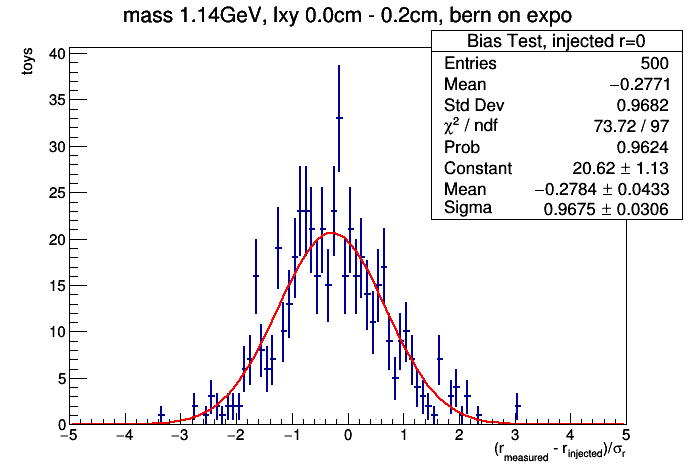 mass 1.14GeV, lxy 0.0cm - 0.2cm, bern on expo
toys
Bias Test, injected r=0
Entries 500
Mean −0.2771
Std Dev 0.9682
χ² / ndf 73.72 / 97
Prob 0.9624
Constant 20.62 ± 1.13
Mean −0.2784 ± 0.0433
Sigma 0.9675 ± 0.0306
40
35
30
25
20
15
10
5
0
−5 −4 −3 −2 −1 0 1 2 3 4 5
(r_measured - r_injected)/σ_r